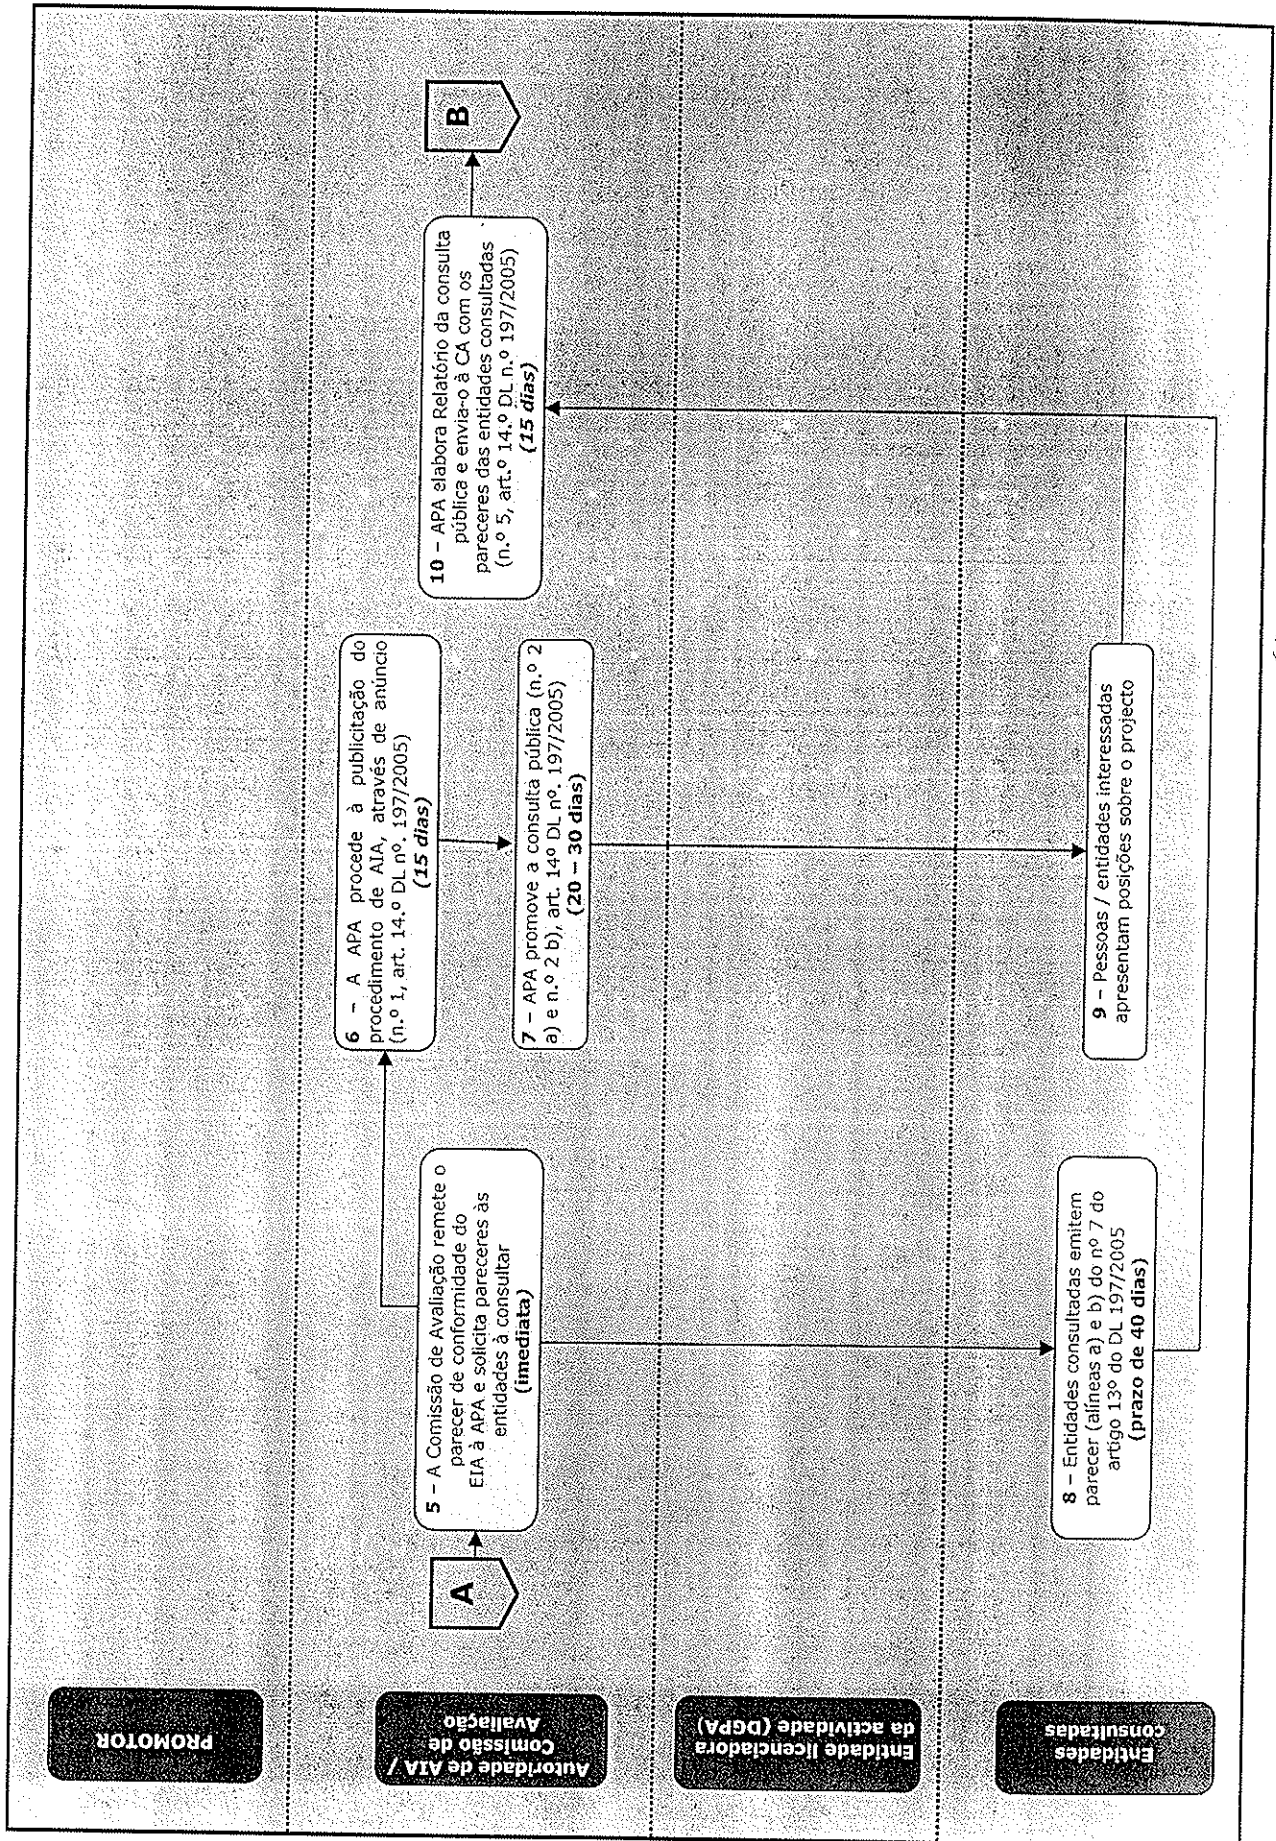 PROMOTOR
Autoridade de AIA /
Comissão de
Avaliação
Entidade licenciadora
da actividade (DGPA)
Entidades
consultadas
A
5 – A Comissão de Avaliação remete o
parecer de conformidade do
EIA à APA e solicita pareceres às
entidades à consultar
(imediata)
6 – A APA procede à publicitação do
procedimento de AIA, através de anúncio
(n.º 1, art. 14.º DL nº. 197/2005)
(15 dias)
7 – APA promove a consulta pública (n.º 2
a) e n.º 2 b), art. 14º DL nº. 197/2005)
(20 – 30 dias)
8 – Entidades consultadas emitem
parecer (alíneas a) e b) do nº 7 do
artigo 13º do DL 197/2005
(prazo de 40 dias)
9 – Pessoas / entidades interessadas
apresentam posições sobre o projecto
10 – APA elabora Relatório da consulta
pública e envia-o à CA com os
pareceres das entidades consultadas
(n.º 5, art.º 14.º DL n.º 197/2005)
(15 dias)
B